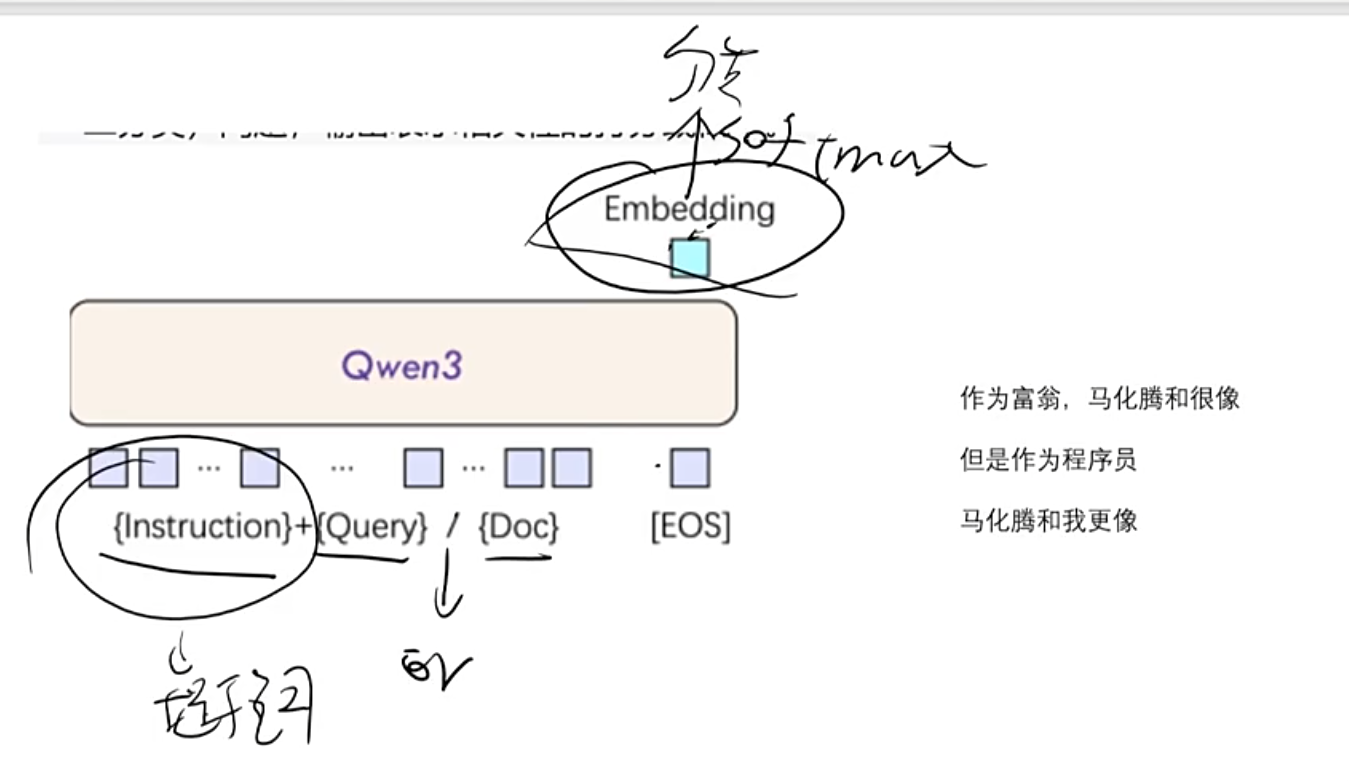 分类
softmax
Embedding
Qwen3
... ... ...
{Instruction}+{Query} / {Doc} [EOS]
or
提示词
作为富翁，马化腾和很像
但是作为程序员
马化腾和我更像